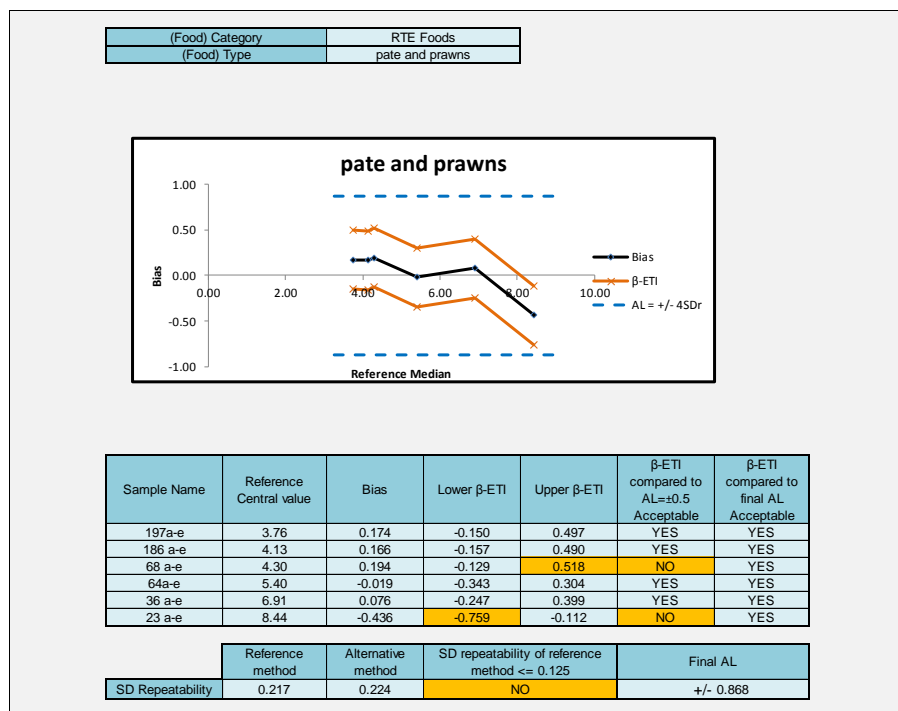 (Food) Category RTE Foods
(Food) Type pate and prawns
pate and prawns
1.00
0.50
0.00
-0.50
-1.00
Bias
0.00 2.00 4.00 6.00 8.00 10.00
Reference Median
Bias
β-ETI
AL = +/- 4SDr
Sample Name Reference Central value Bias Lower β-ETI Upper β-ETI β-ETI compared to AL=±0.5 Acceptable β-ETI compared to final AL Acceptable
197a-e 3.76 0.174 -0.150 0.497 YES YES
186 a-e 4.13 0.166 -0.157 0.490 YES YES
68 a-e 4.30 0.194 -0.129 0.518 NO YES
64a-e 5.40 -0.019 -0.343 0.304 YES YES
36 a-e 6.91 0.076 -0.247 0.399 YES YES
23 a-e 8.44 -0.436 -0.759 -0.112 NO YES
Reference method Alternative method SD repeatability of reference method <= 0.125 Final AL
SD Repeatability 0.217 0.224 NO +/- 0.868